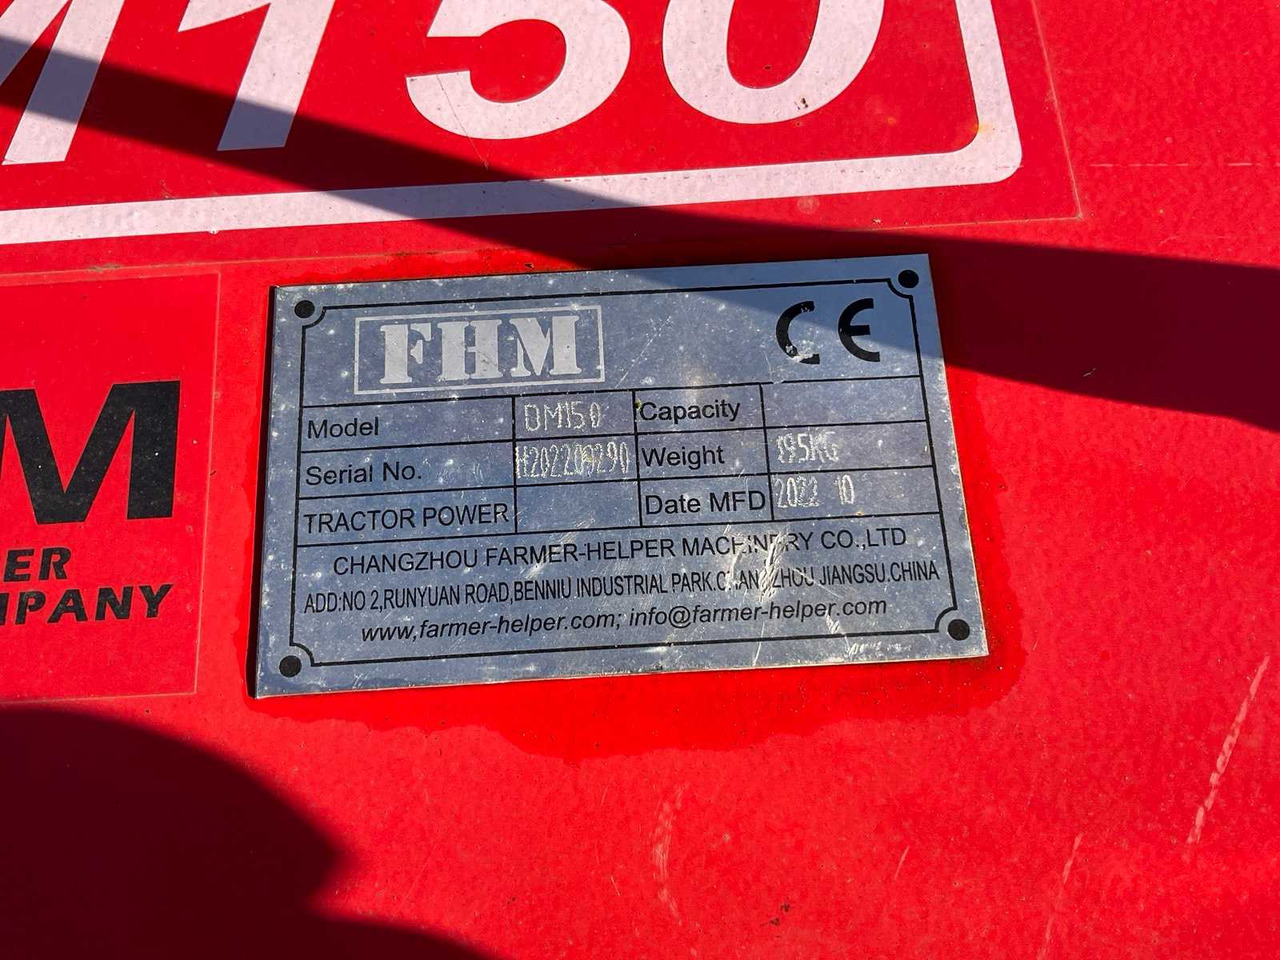 M150
M
ER
MPANY
FHM CE
Model DM150 Capacity
Serial No. H202209290 Weight 195KG
TRACTOR POWER Date MFD 2022 10
CHANGZHOU FARMER-HELPER MACHINERY CO.,LTD
ADD:NO 2,RUNYUAN ROAD,BENNIU INDUSTRIAL PARK.CHANGZHOU JIANGSU.CHINA
www,farmer-helper.com; info@farmer-helper.com